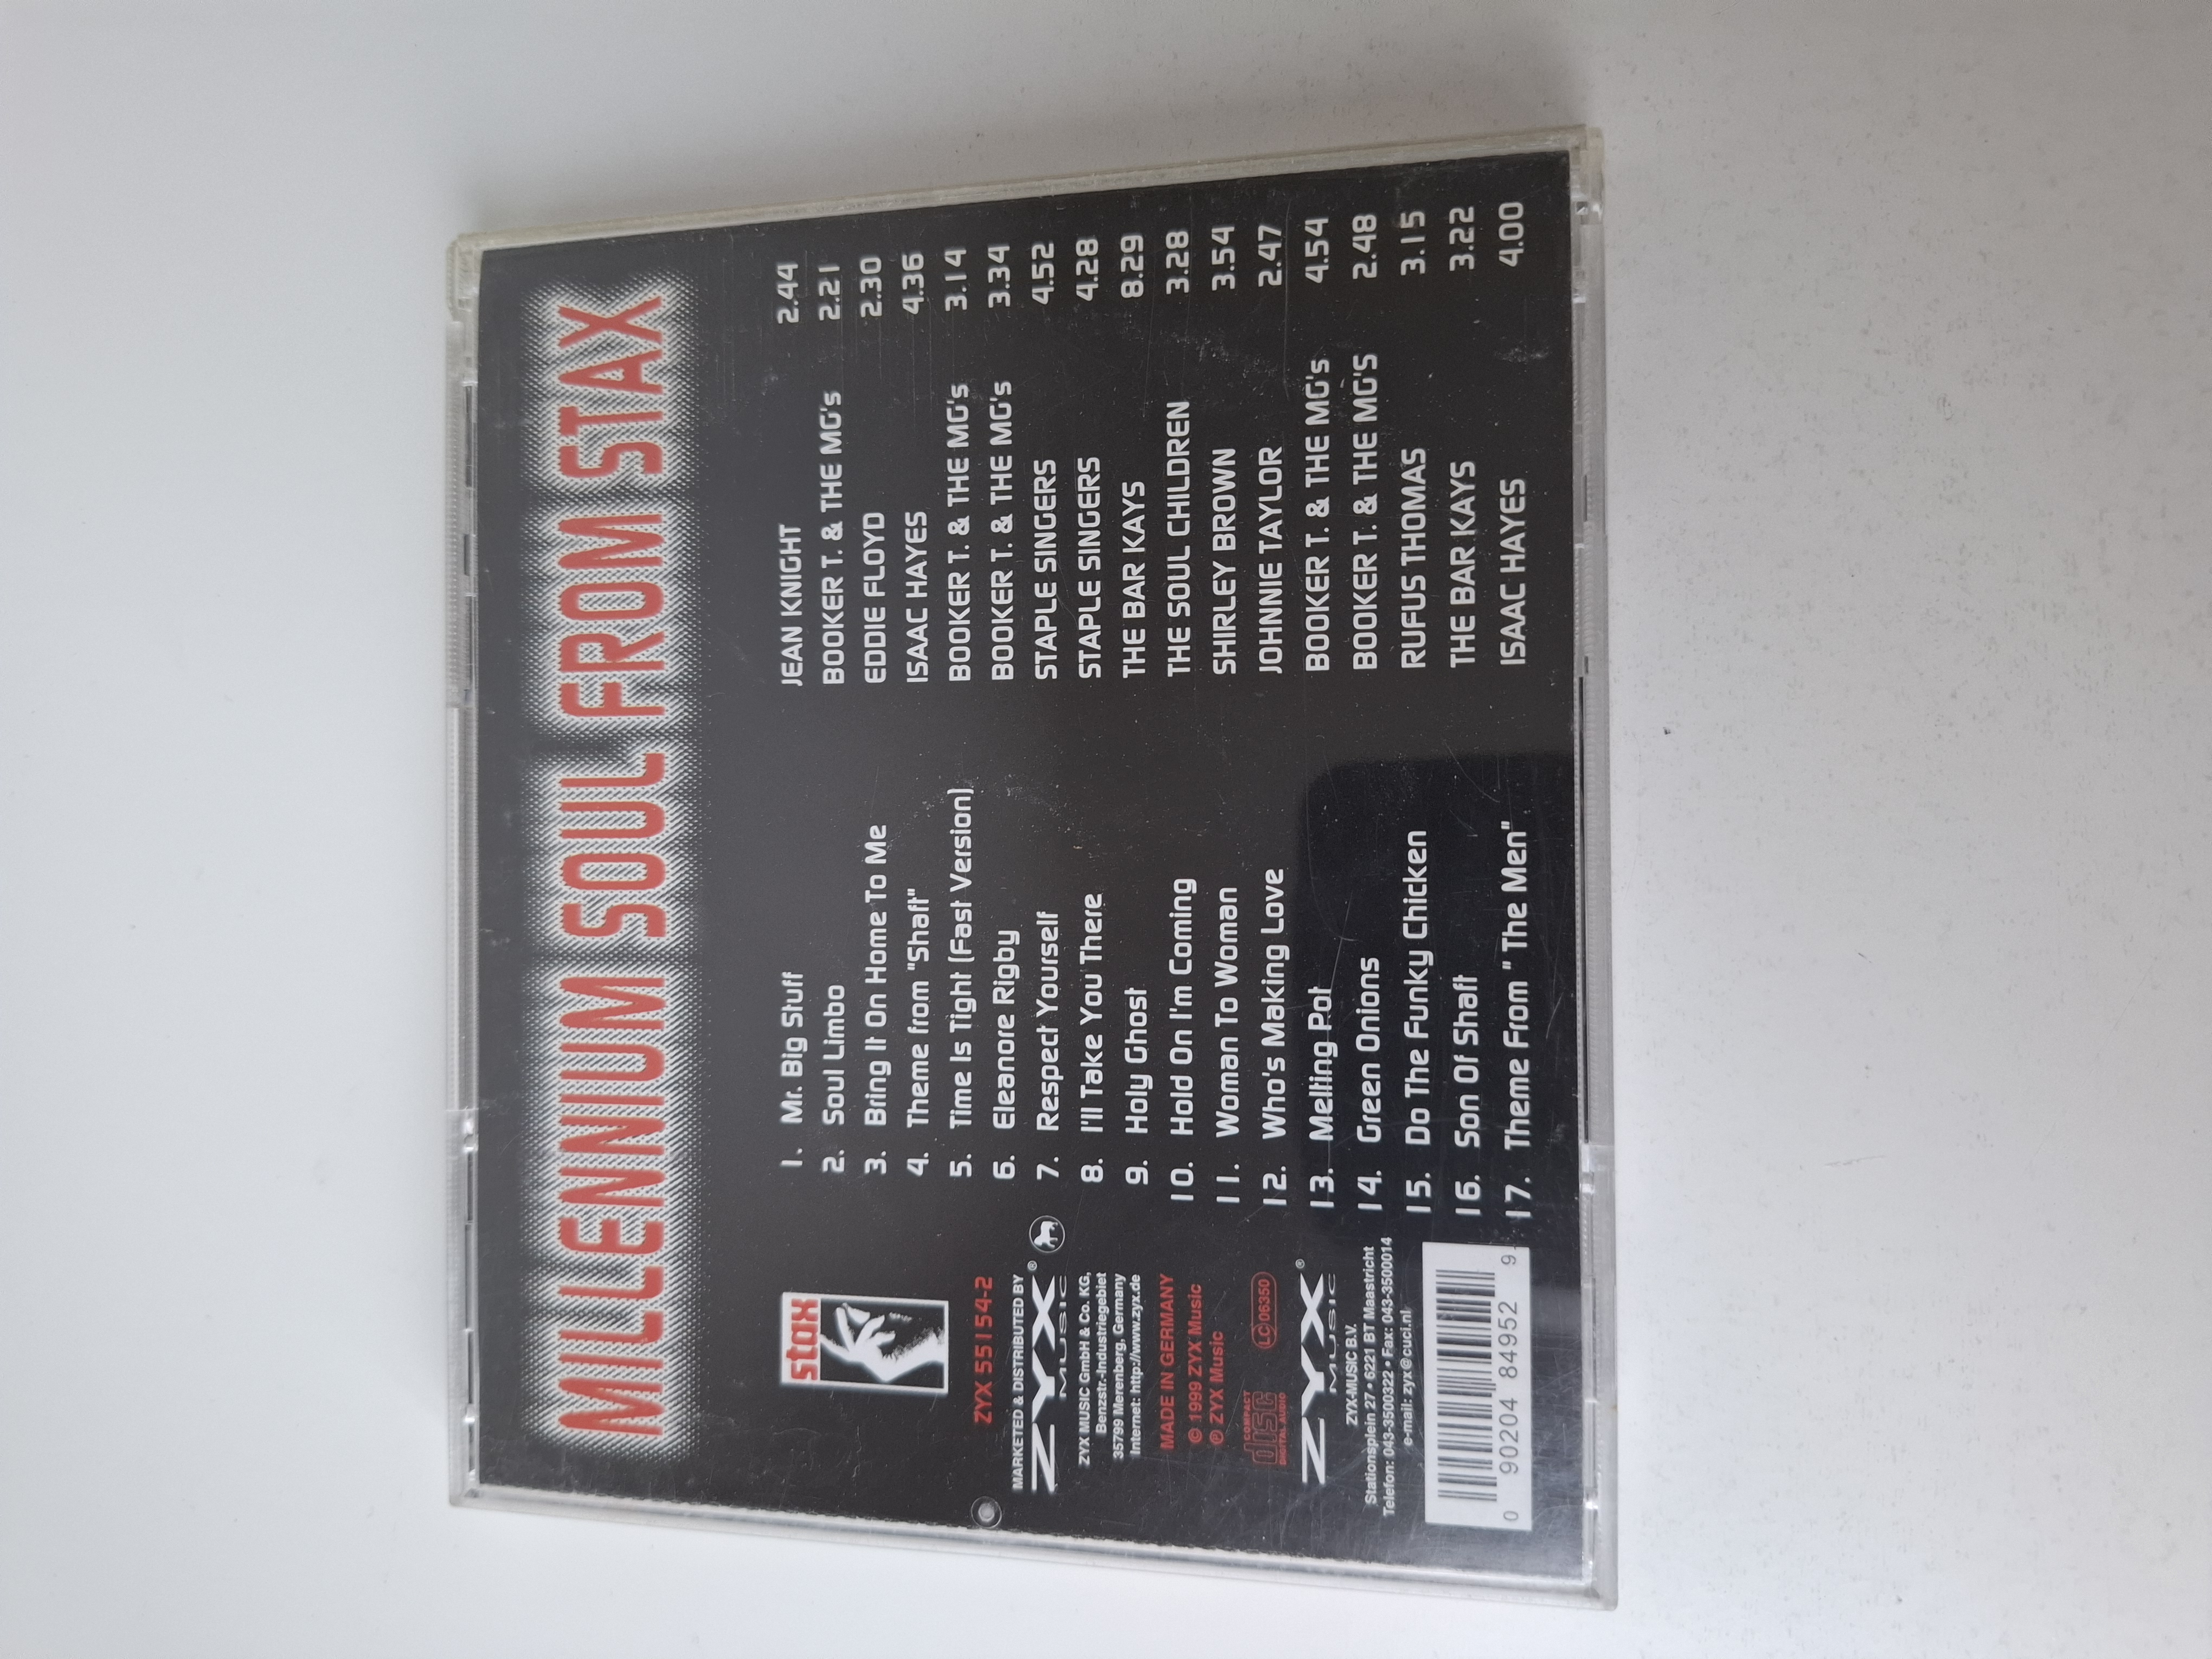 MILLENNIUM SOUL FROM STAX
1. Mr. Big Stuff JEAN KNIGHT 2.44
2. Soul Limbo BOOKER T. & THE MG's 2.21
3. Bring It On Home To Me EDDIE FLOYD 2.30
4. Theme from "Shaft" ISAAC HAYES 4.36
5. Time Is Tight (Fast Version) BOOKER T. & THE MG's 3.14
6. Eleanore Rigby BOOKER T. & THE MG's 3.34
7. Respect Yourself STAPLE SINGERS 4.52
8. I'll Take You There STAPLE SINGERS 4.28
9. Holy Ghost THE BAR KAYS 8.29
10. Hold On I'm Coming THE SOUL CHILDREN 3.28
11. Woman To Woman SHIRLEY BROWN 3.54
12. Who's Making Love JOHNNIE TAYLOR 2.47
13. Melling Pot BOOKER T. & THE MG's 4.54
14. Green Onions BOOKER T. & THE MG'S 2.48
15. Do The Funky Chicken RUFUS THOMAS 3.15
16. Son Of Shaft THE BAR KAYS 3.22
17. Theme From " The Men" ISAAC HAYES 4.00
stax
ZYX 55154-2
MARKETED & DISTRIBUTED BY
ZYX®
MUSIC
ZYX MUSIC GmbH & Co. KG,
Benzstr.-Industriegebiet
35799 Merenberg, Germany
Internet: http://www.zyx.de
MADE IN GERMANY
© 1999 ZYX Music
℗ ZYX Music
COMPACT
disc
DIGITAL AUDIO
LC 06350
ZYX®
MUSIC
ZYX-MUSIC B.V.
Stationsplein 27 • 6221 BT Maastricht
Telefon: 043-3500322 • Fax: 043-3500014
e-mail: zyx@cuci.nl
0 90204 84952 9